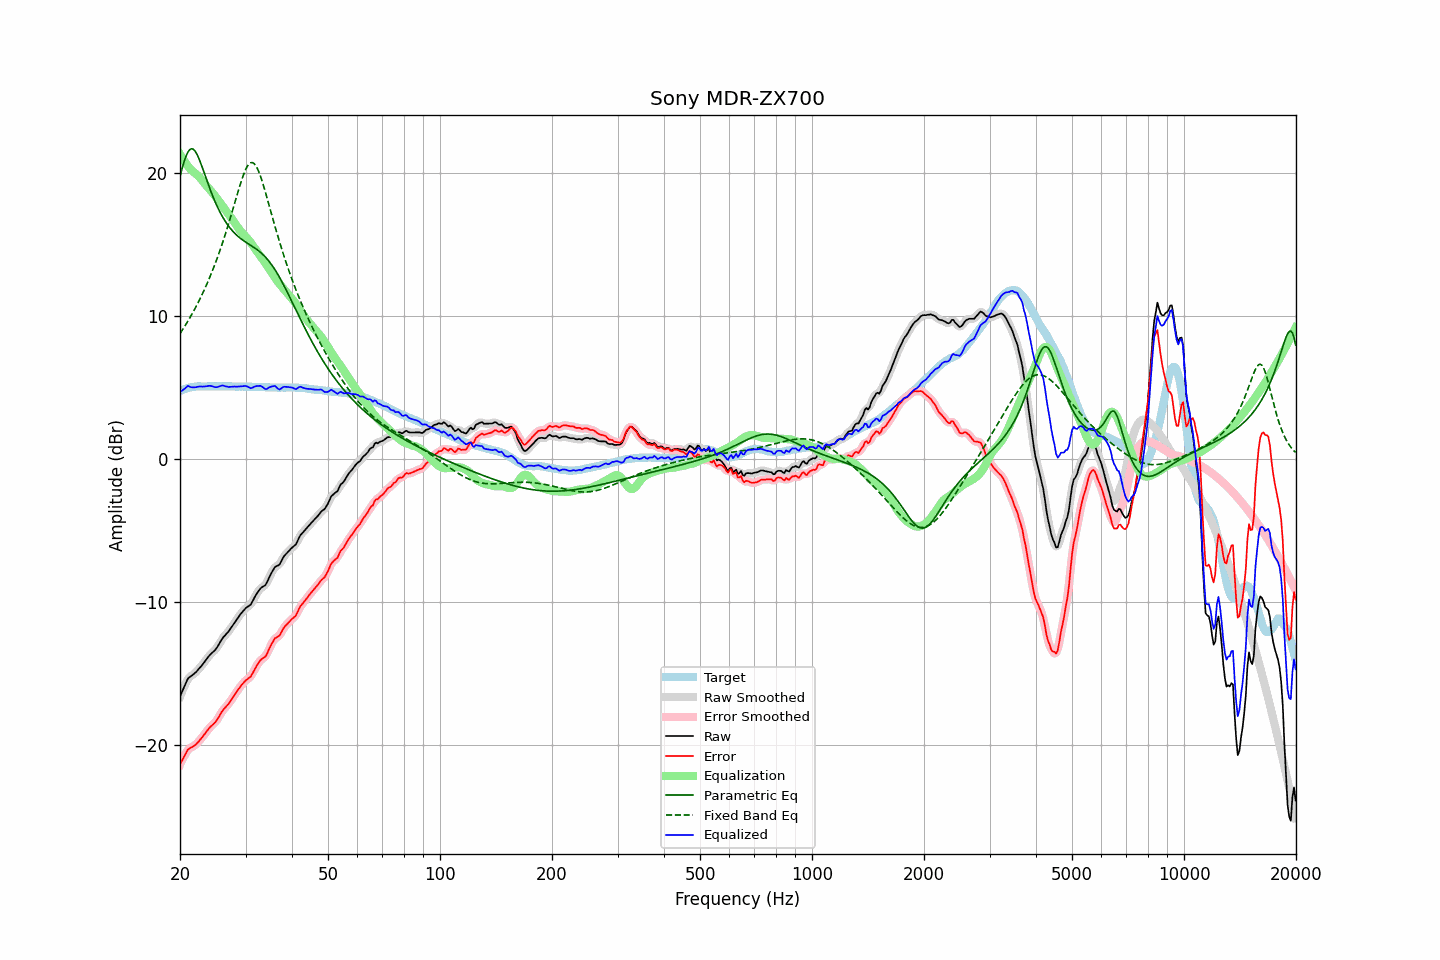 Sony MDR-ZX700
Amplitude (dBr)
20
10
0
−10
−20
Target
Raw Smoothed
Error Smoothed
Raw
Error
Equalization
Parametric Eq
Fixed Band Eq
Equalized
20 50 100 200 500 1000 2000 5000 10000 20000
Frequency (Hz)